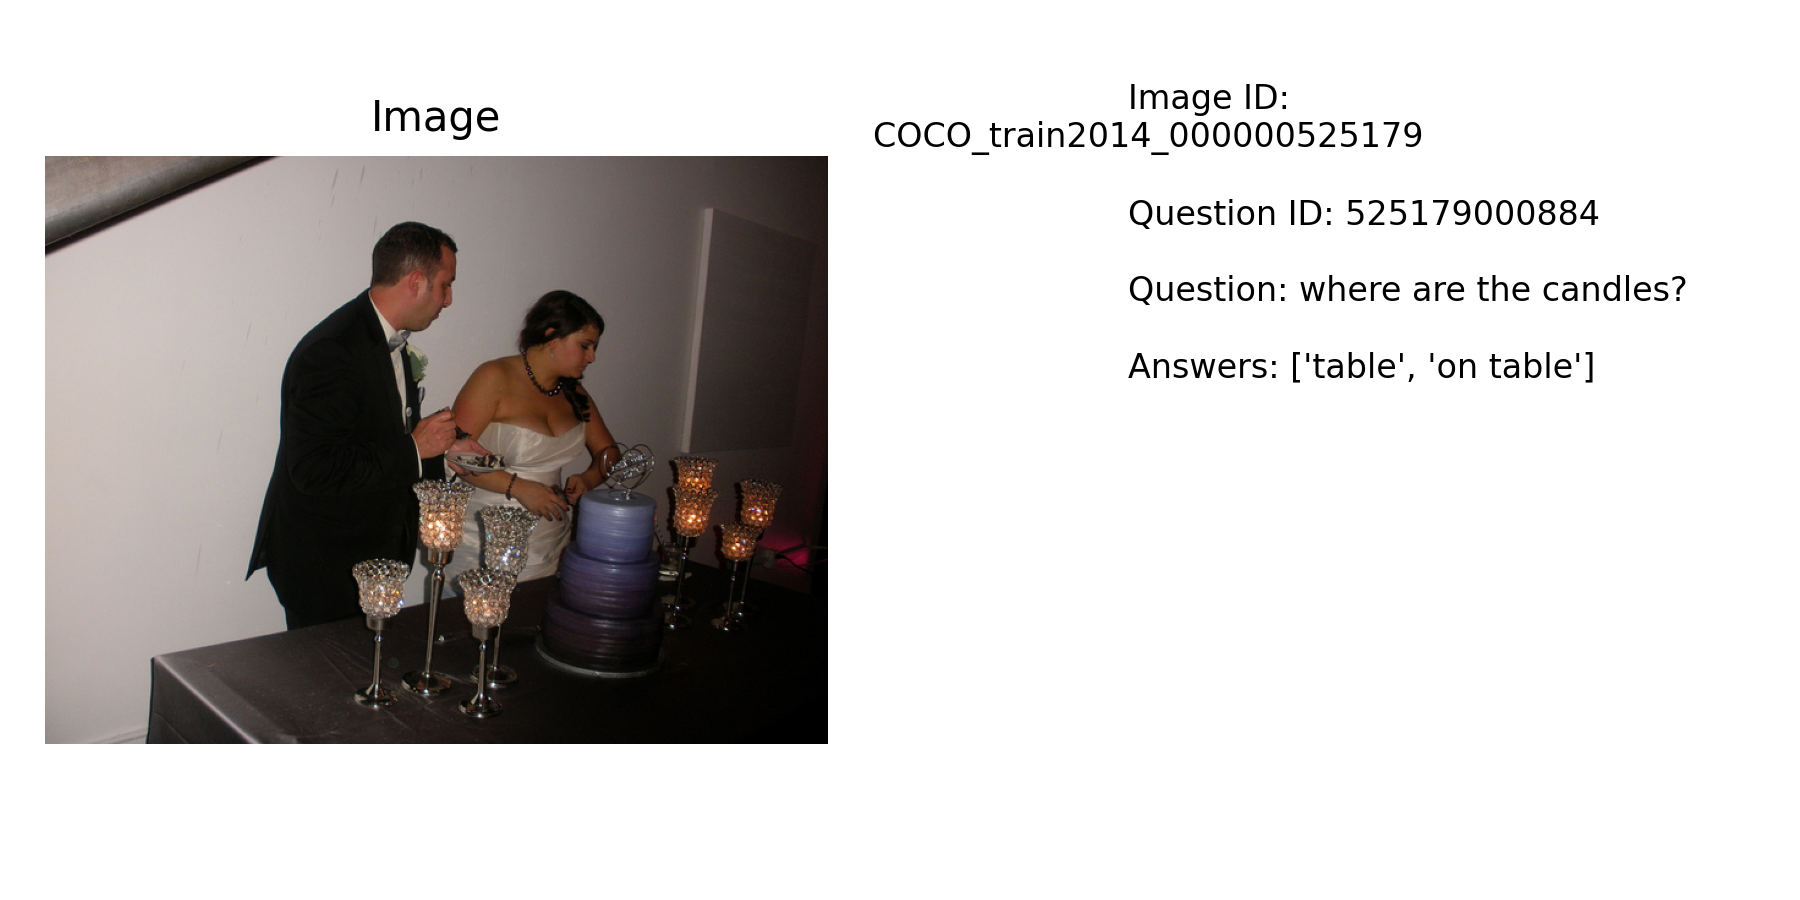 Image
Image ID:
COCO_train2014_000000525179
Question ID: 525179000884
Question: where are the candles?
Answers: ['table', 'on table']